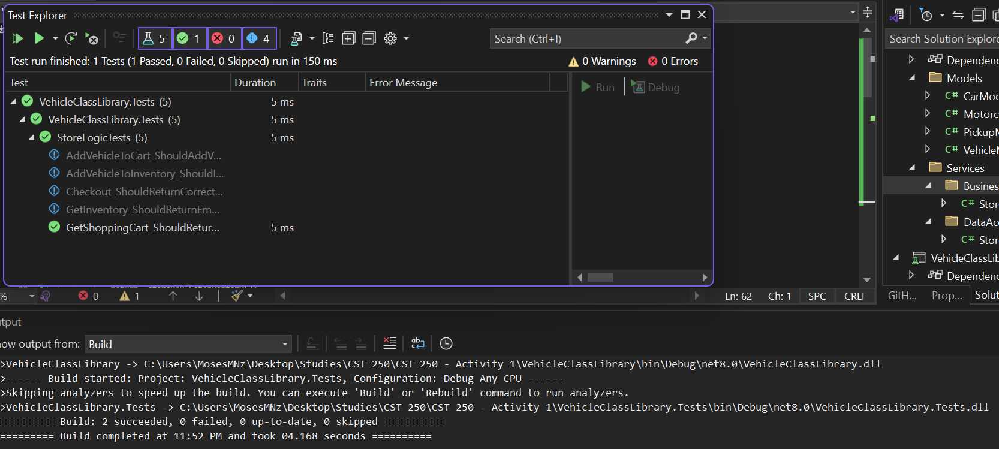 Test Explorer
5 1 0 4
Search (Ctrl+I)
Test run finished: 1 Tests (1 Passed, 0 Failed, 0 Skipped) run in 150 ms
0 Warnings 0 Errors
Test Duration Traits Error Message
Run Debug
VehicleClassLibrary.Tests (5) 5 ms
VehicleClassLibrary.Tests (5) 5 ms
StoreLogicTests (5) 5 ms
AddVehicleToCart_ShouldAddV...
AddVehicleToInventory_ShouldI...
Checkout_ShouldReturnCorrect...
GetInventory_ShouldReturnEm...
GetShoppingCart_ShouldRetur... 5 ms
Search Solution Explore
Dependenc
Models
C# CarMod
C# Motorc
C# PickupM
C# VehicleM
Services
Busines
C# Stor
DataAc
C# Stor
VehicleClassLib
Dependenc
% 0 1 Ln: 62 Ch: 1 SPC CRLF
GitH... Prop... Solut
utput
ow output from: Build
>VehicleClassLibrary -> C:\Users\MosesMNz\Desktop\Studies\CST 250\CST 250 - Activity 1\VehicleClassLibrary\bin\Debug\net8.0\VehicleClassLibrary.dll
>------ Build started: Project: VehicleClassLibrary.Tests, Configuration: Debug Any CPU ------
>Skipping analyzers to speed up the build. You can execute 'Build' or 'Rebuild' command to run analyzers.
>VehicleClassLibrary.Tests -> C:\Users\MosesMNz\Desktop\Studies\CST 250\CST 250 - Activity 1\VehicleClassLibrary.Tests\bin\Debug\net8.0\VehicleClassLibrary.Tests.dll
========= Build: 2 succeeded, 0 failed, 0 up-to-date, 0 skipped ==========
========= Build completed at 11:52 PM and took 04.168 seconds ==========